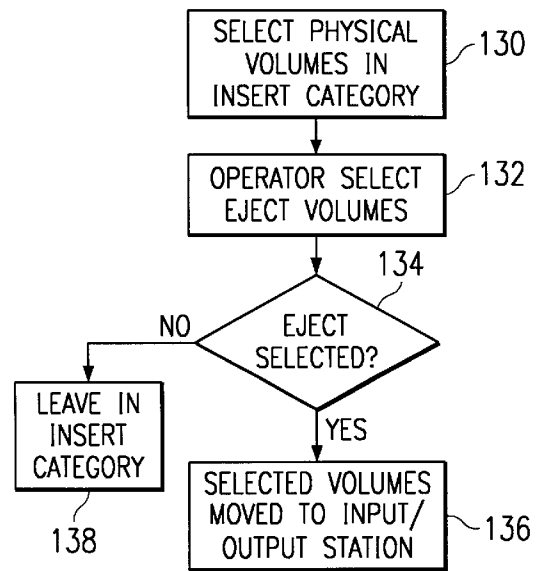 SELECT PHYSICAL
VOLUMES IN
INSERT CATEGORY
130
OPERATOR SELECT
EJECT VOLUMES
132
134
EJECT
SELECTED?
NO
YES
LEAVE IN
INSERT
CATEGORY
138
SELECTED VOLUMES
MOVED TO INPUT/
OUTPUT STATION
136